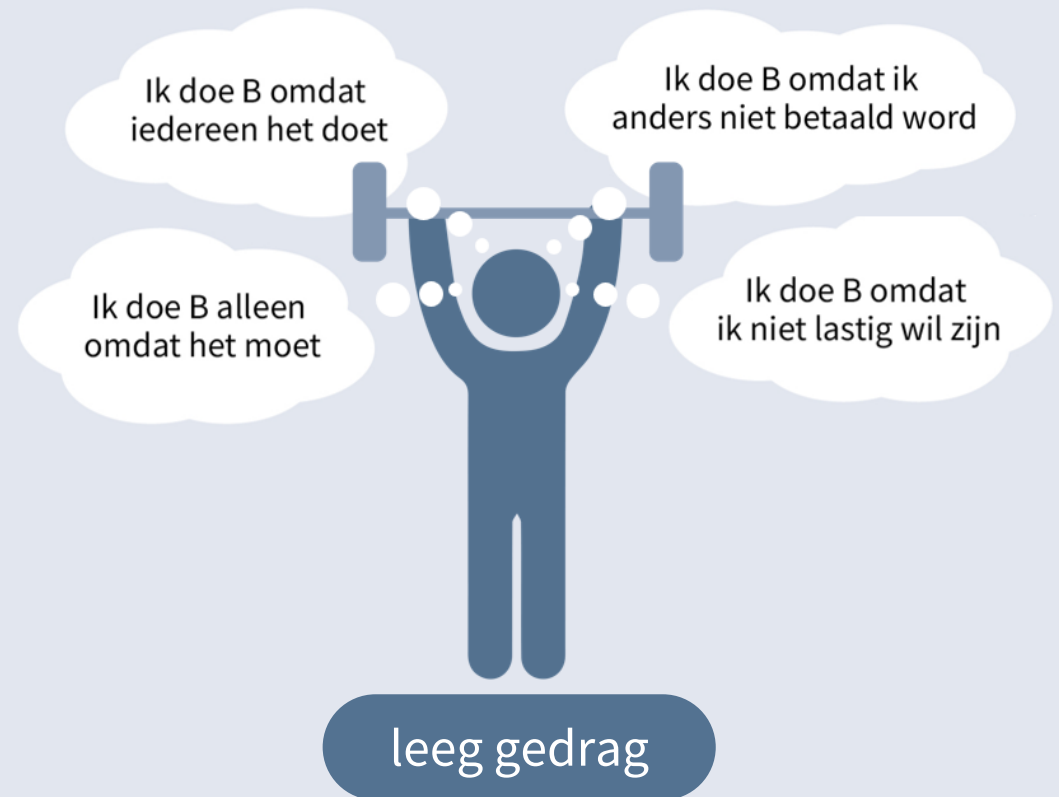 Ik doe B omdat
iedereen het doet
Ik doe B omdat ik
anders niet betaald word
Ik doe B alleen
omdat het moet
Ik doe B omdat
ik niet lastig wil zijn
leeg gedrag